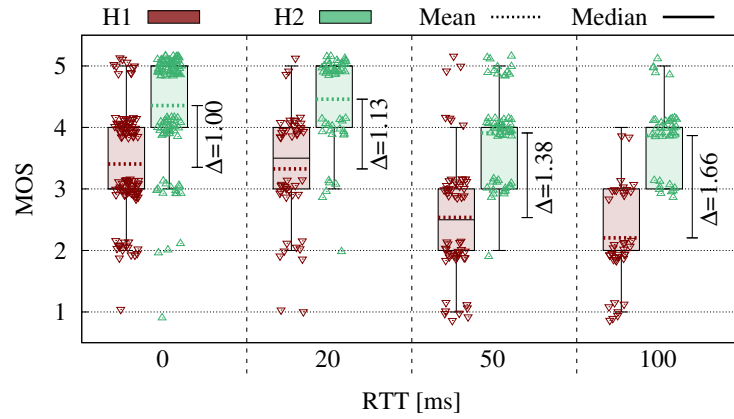 H1 H2 Mean Median
MOS
5
4
3
2
1
Δ=1.00
Δ=1.13
Δ=1.38
Δ=1.66
0 20 50 100
RTT [ms]